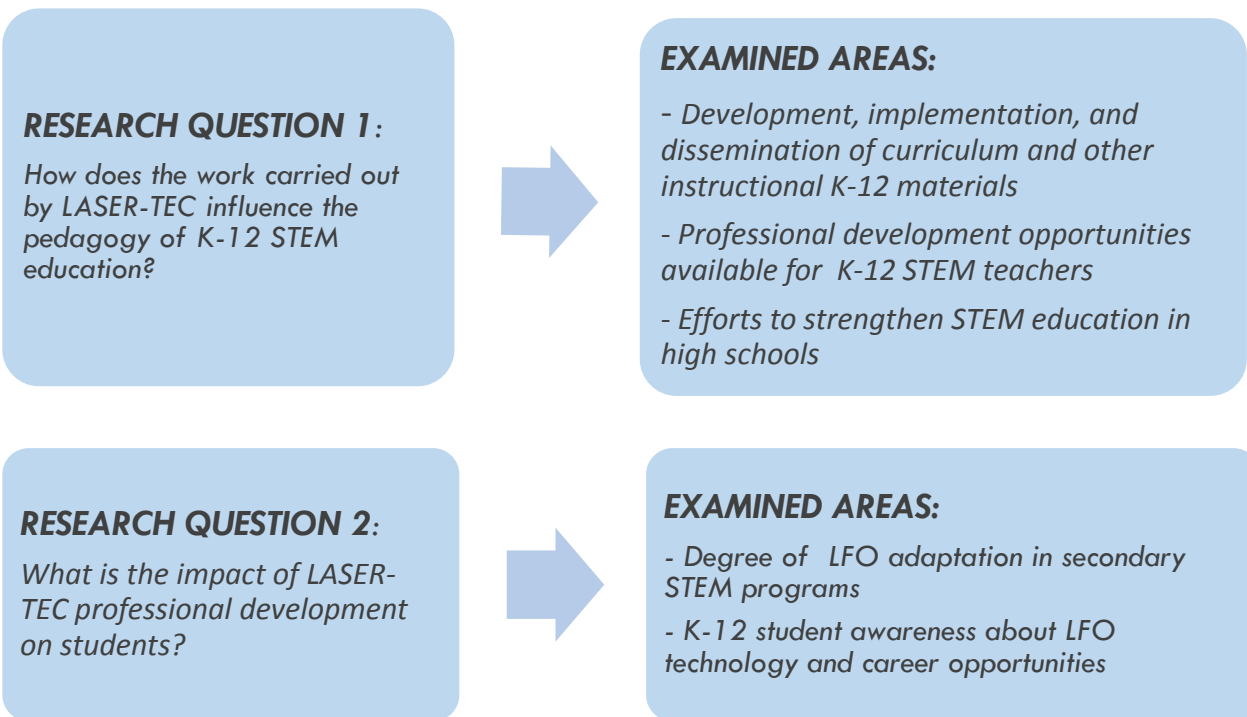 RESEARCH QUESTION 1:
How does the work carried out
by LASER-TEC influence the
pedagogy of K-12 STEM
education?
EXAMINED AREAS:
- Development, implementation, and
dissemination of curriculum and other
instructional K-12 materials
- Professional development opportunities
available for K-12 STEM teachers
- Efforts to strengthen STEM education in
high schools
RESEARCH QUESTION 2:
What is the impact of LASER-
TEC professional development
on students?
EXAMINED AREAS:
- Degree of LFO adaptation in secondary
STEM programs
- K-12 student awareness about LFO
technology and career opportunities